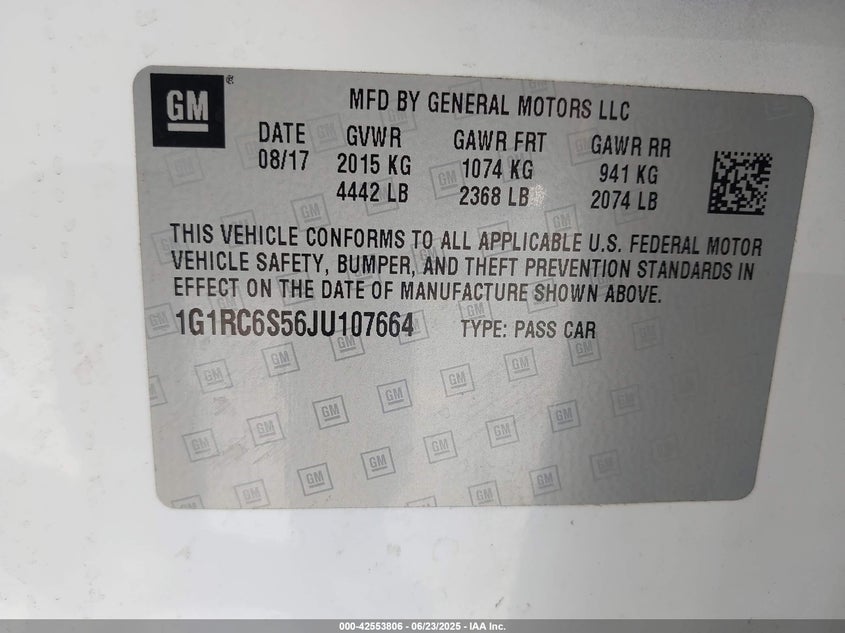 GM ®
MFD BY GENERAL MOTORS LLC
DATE GVWR GAWR FRT GAWR RR
08/17 2015 KG 1074 KG 941 KG
4442 LB 2368 LB 2074 LB
THIS VEHICLE CONFORMS TO ALL APPLICABLE U.S. FEDERAL MOTOR
VEHICLE SAFETY, BUMPER, AND THEFT PREVENTION STANDARDS IN
EFFECT ON THE DATE OF MANUFACTURE SHOWN ABOVE.
1G1RC6S56JU107664 TYPE: PASS CAR
000-42553806 - 06/23/2025 - IAA Inc.